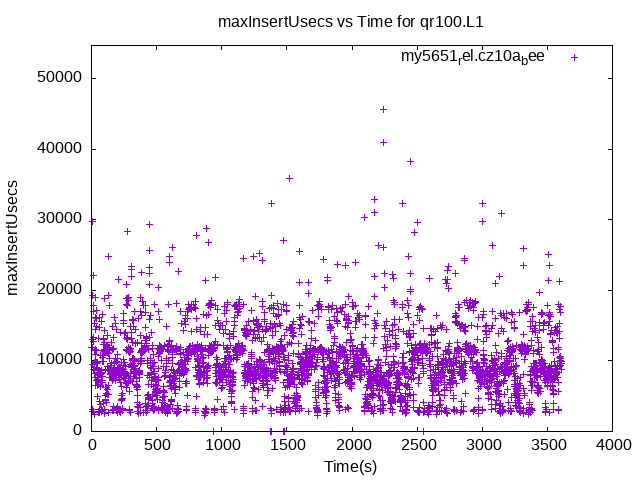 maxInsertUsecs vs Time for qr100.L1
my5651rel.cz10abee
maxInsertUsecs
50000
40000
30000
20000
10000
0
0 500 1000 1500 2000 2500 3000 3500 4000
Time(s)